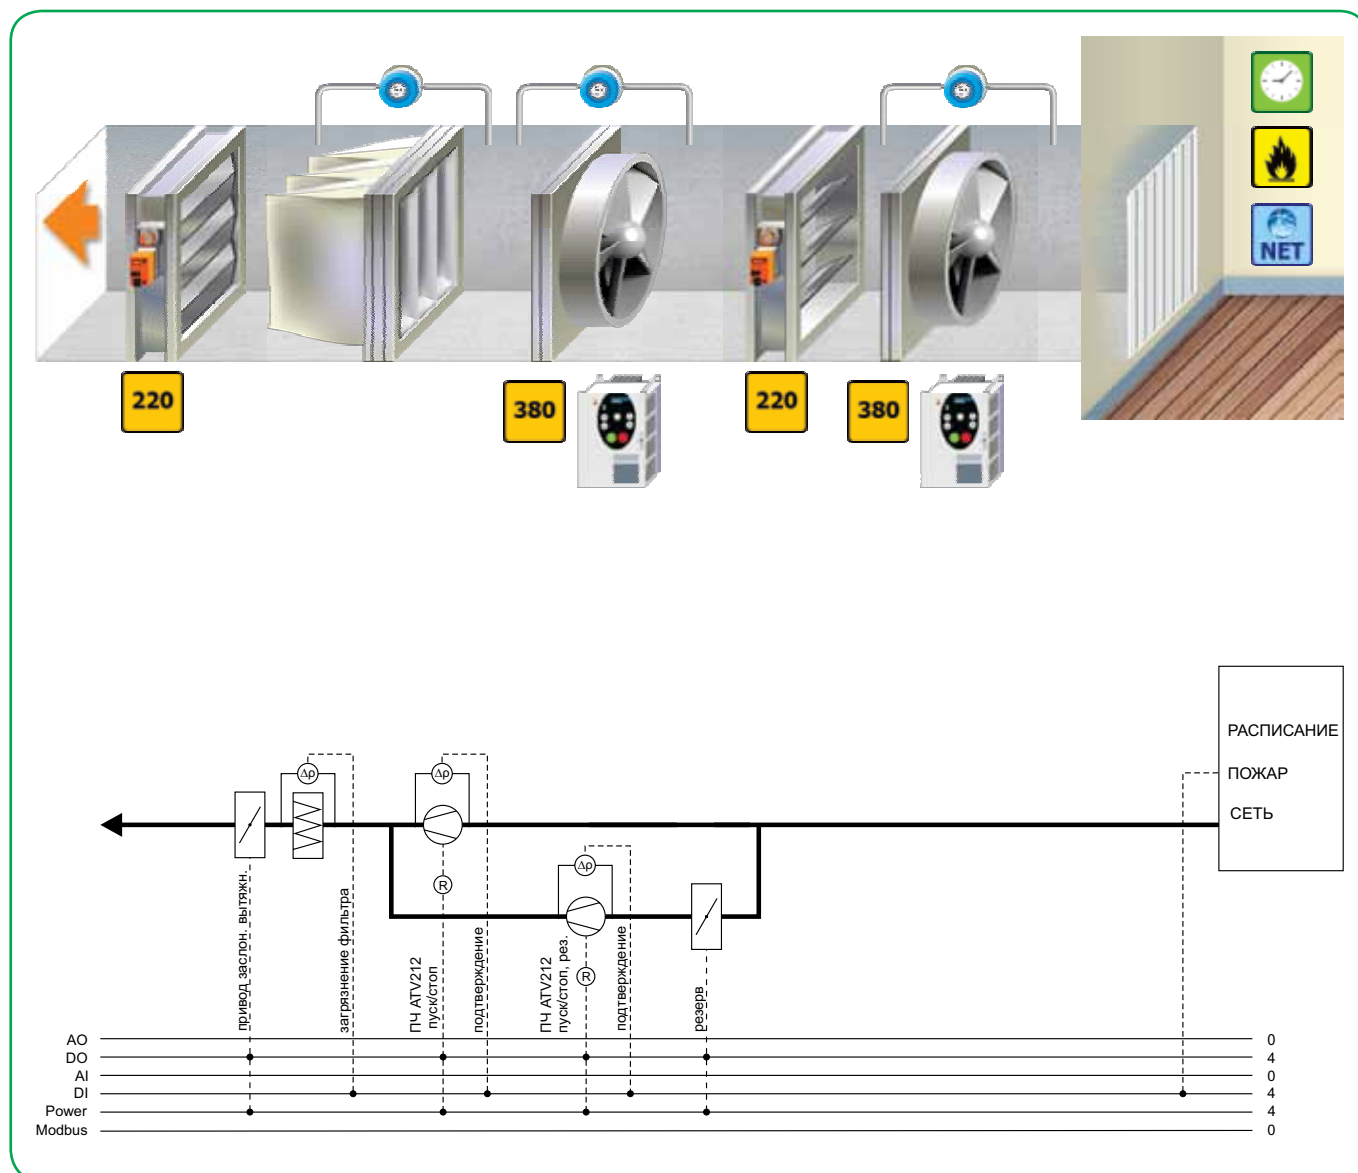 NET
220
380
220
380
РАСПИСАНИЕ
ПОЖАР
СЕТЬ
Δρ
Δρ
Δρ
R
R
привод заслон. вытяжн.
загрязнение фильтра
ПЧ ATV212
пуск/стоп
подтверждение
ПЧ ATV212
пуск/стоп, рез.
подтверждение
резерв
AO 0
DO 4
AI 0
DI 4
Power 4
Modbus 0